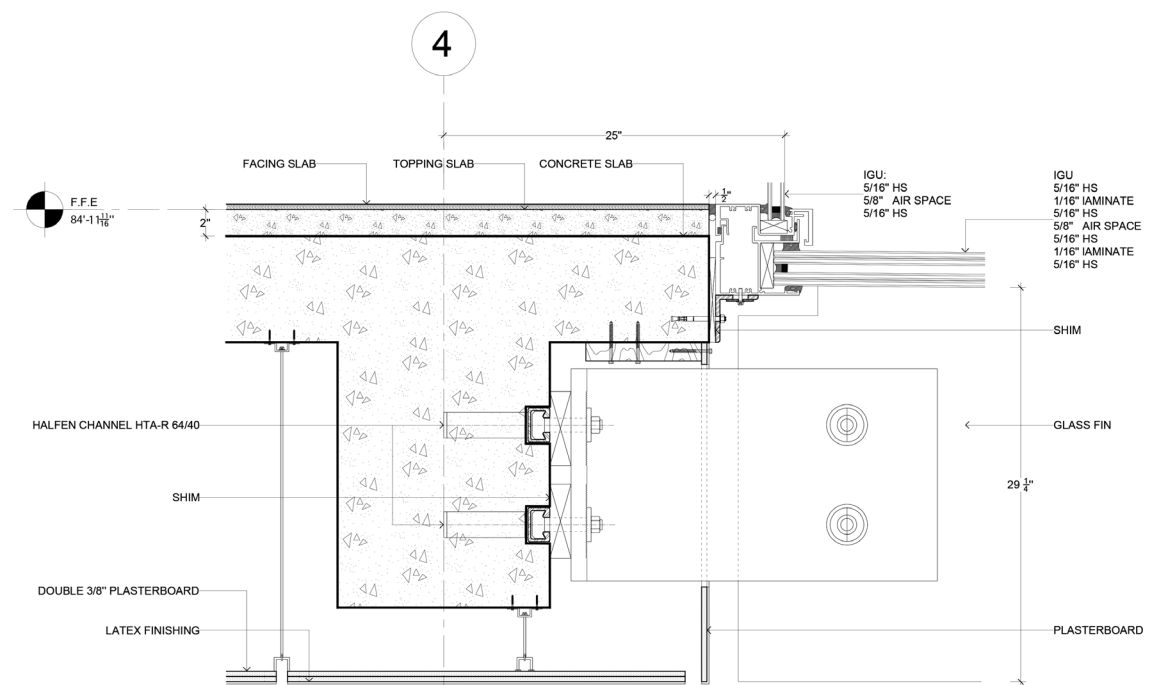 4
25"
FACING SLAB
TOPPING SLAB
CONCRETE SLAB
IGU:
5/16" HS
5/8" AIR SPACE
5/16" HS
IGU
5/16" HS
1/16" lAMINATE
5/16" HS
5/8" AIR SPACE
5/16" HS
1/16" lAMINATE
5/16" HS
1/2"
F.F.E
84'-11 11/16"
2"
SHIM
HALFEN CHANNEL HTA-R 64/40
GLASS FIN
29 1/4"
SHIM
DOUBLE 3/8" PLASTERBOARD
LATEX FINISHING
PLASTERBOARD